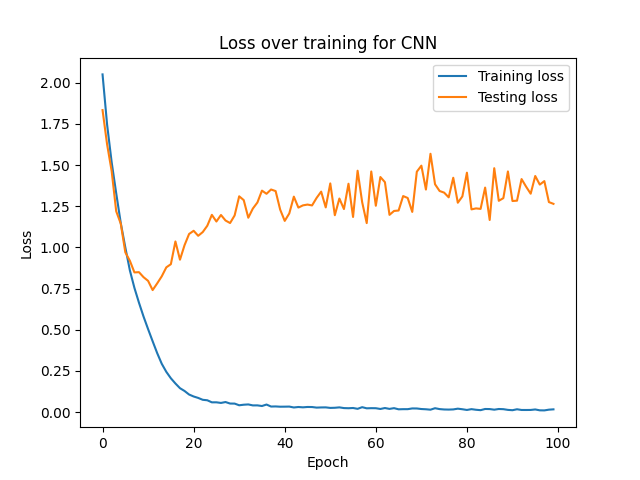 Loss over training for CNN
Training loss
Testing loss
2.00
1.75
1.50
1.25
1.00
0.75
0.50
0.25
0.00
Loss
0 20 40 60 80 100
Epoch